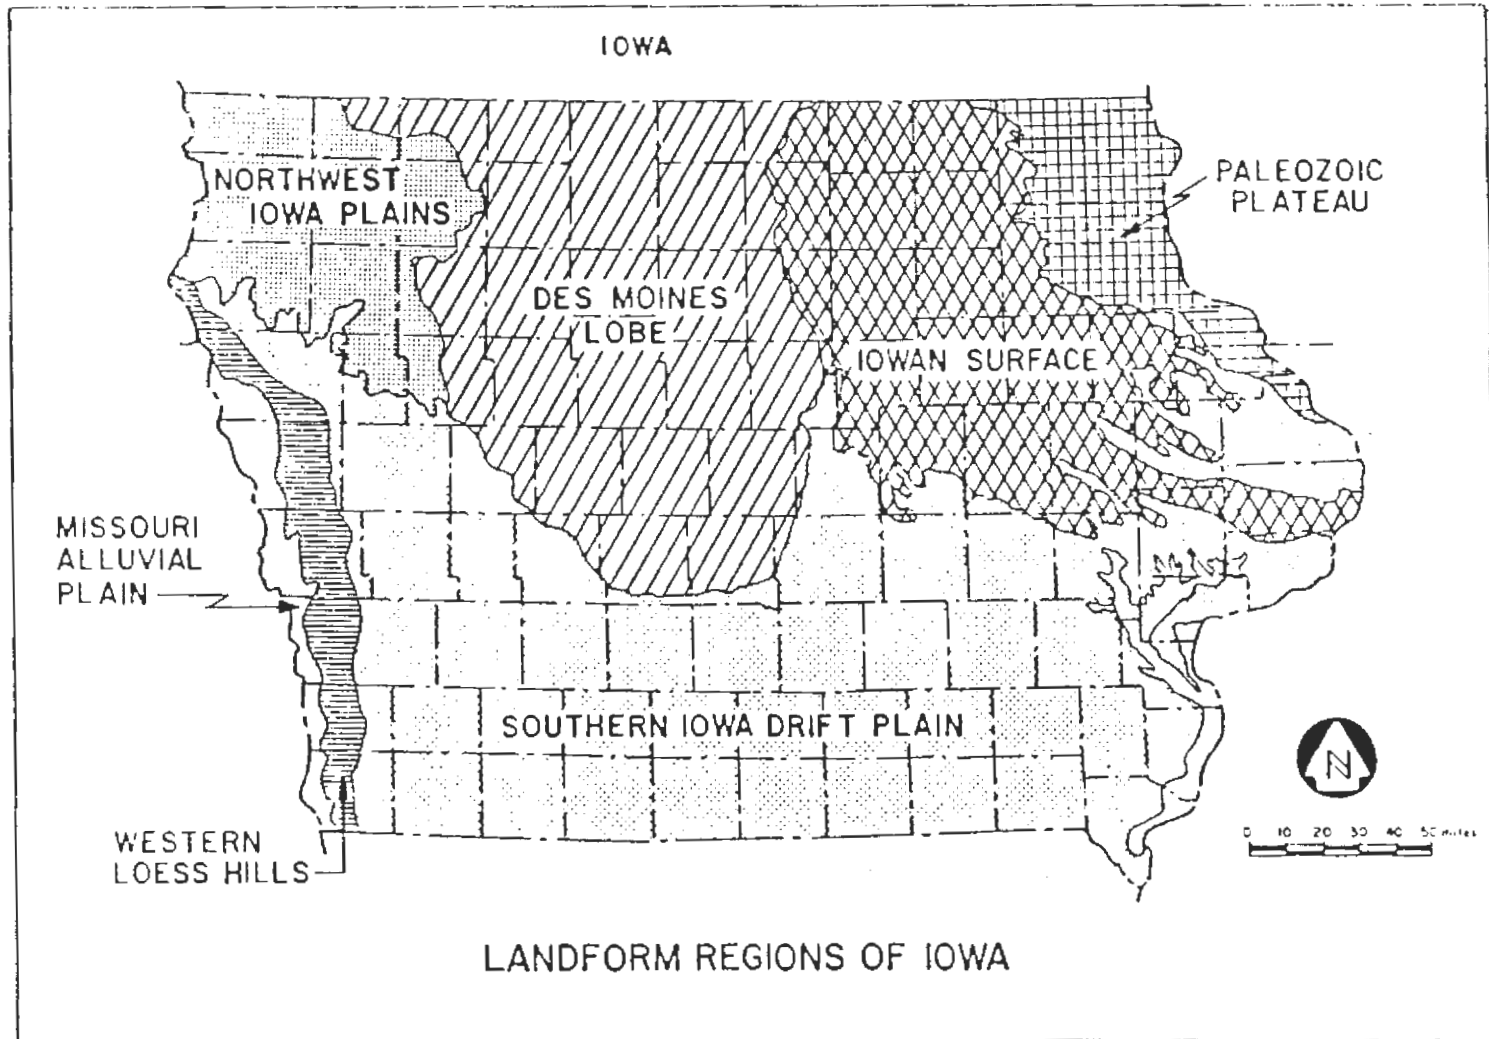 IOWA
NORTHWEST
IOWA PLAINS
PALEOZOIC
PLATEAU
DES MOINES
LOBE
IOWAN SURFACE
MISSOURI
ALLUVIAL
PLAIN
SOUTHERN IOWA DRIFT PLAIN
N
0 10 20 30 40 50 miles
WESTERN
LOESS HILLS
LANDFORM REGIONS OF IOWA